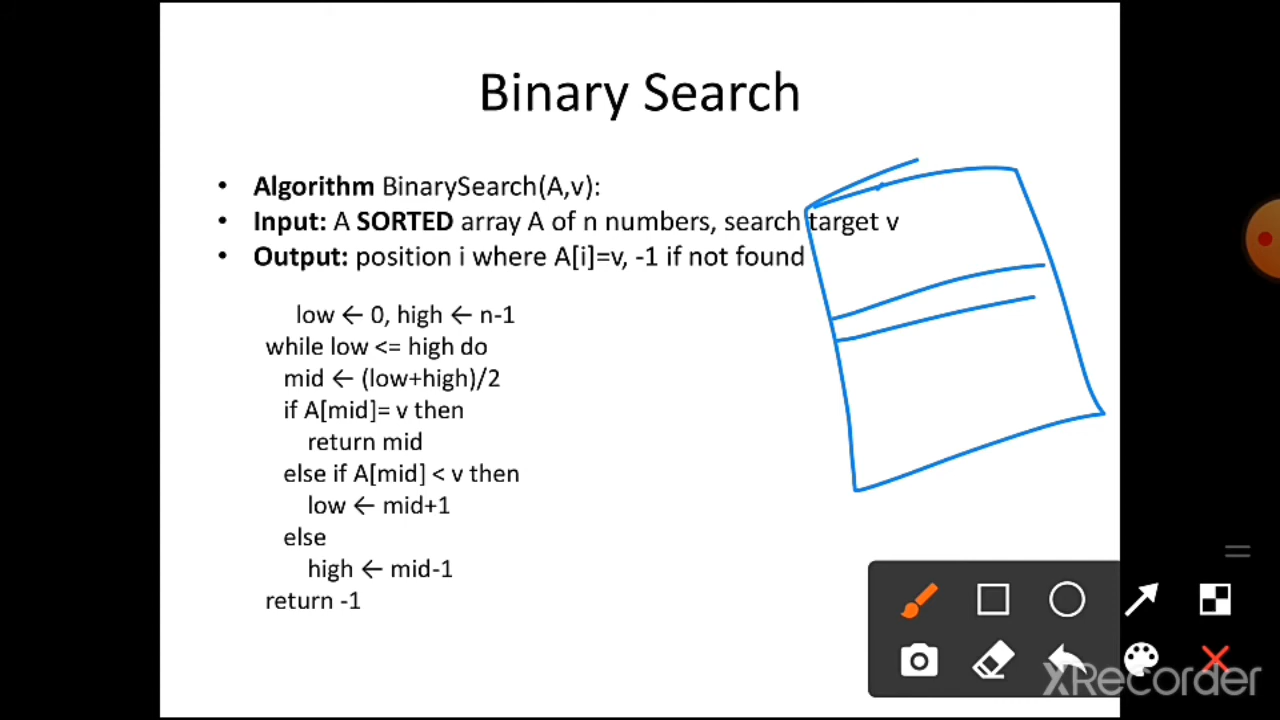 Binary Search
• Algorithm BinarySearch(A,v):
• Input: A SORTED array A of n numbers, search target v
• Output: position i where A[i]=v, -1 if not found
low ← 0, high ← n-1
while low <= high do
mid ← (low+high)/2
if A[mid]= v then
return mid
else if A[mid] < v then
low ← mid+1
else
high ← mid-1
return -1
XRecorder